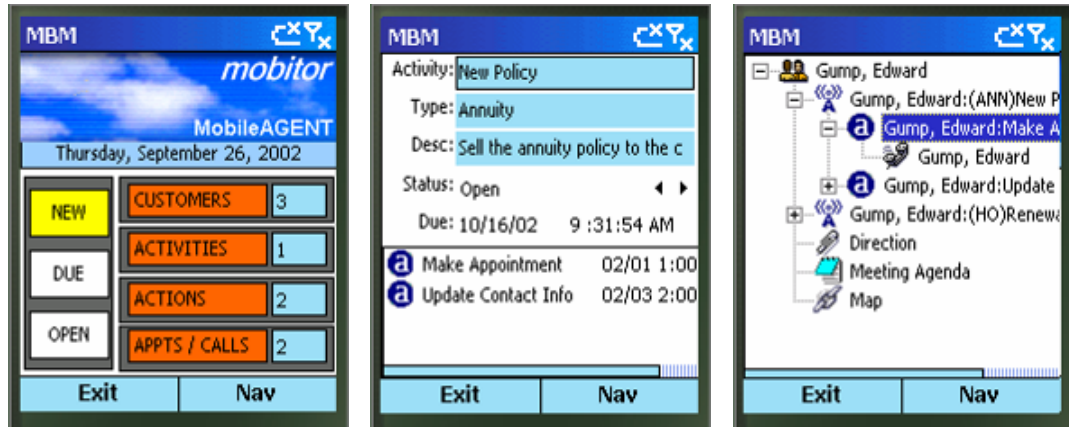 MBM
mobitor
MobileAGENT
Thursday, September 26, 2002
NEW
CUSTOMERS 3
ACTIVITIES 1
DUE
ACTIONS 2
OPEN
APPTS / CALLS 2
Exit Nav
MBM
Activity: New Policy
Type: Annuity
Desc: Sell the annuity policy to the c
Status: Open
Due: 10/16/02 9 :31:54 AM
a Make Appointment 02/01 1:00
a Update Contact Info 02/03 2:00
Exit Nav
MBM
Gump, Edward
Gump, Edward:(ANN)New P
a Gump, Edward:Make A
Gump, Edward
a Gump, Edward:Update
Gump, Edward:(HO)Renewa
Direction
Meeting Agenda
Map
Exit Nav